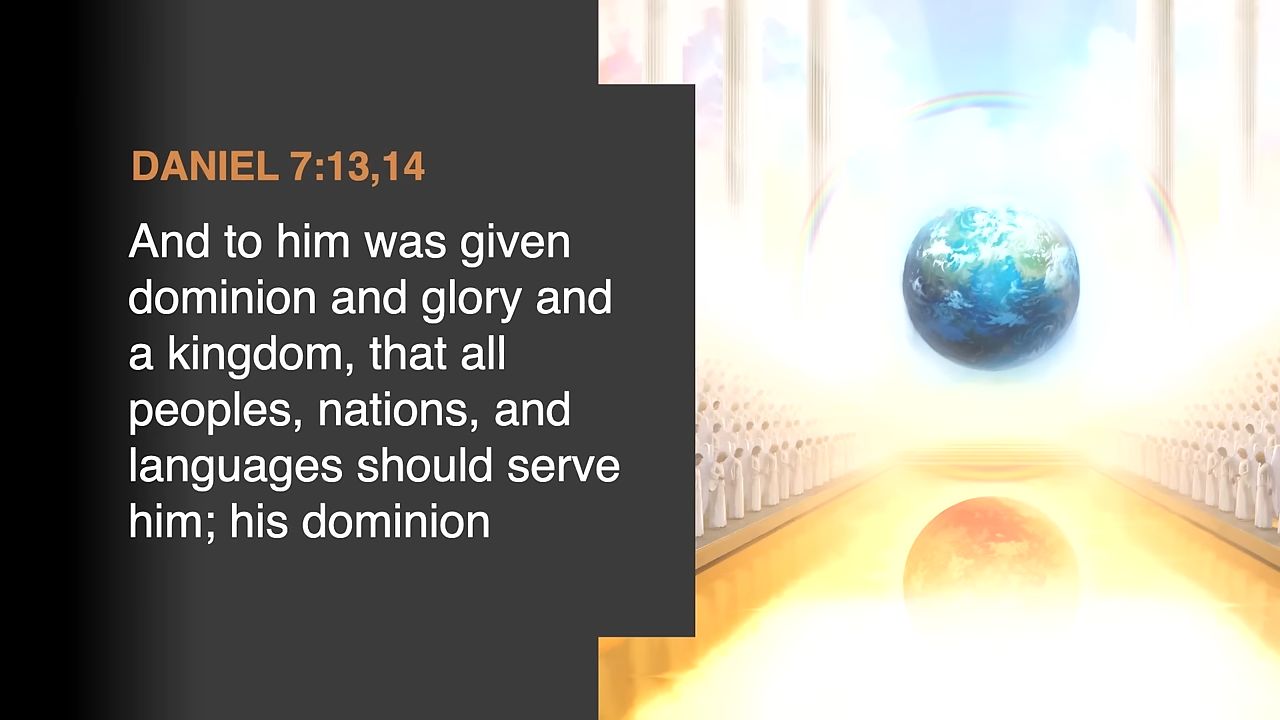 DANIEL 7:13,14
And to him was given
dominion and glory and
a kingdom, that all
peoples, nations, and
languages should serve
him; his dominion